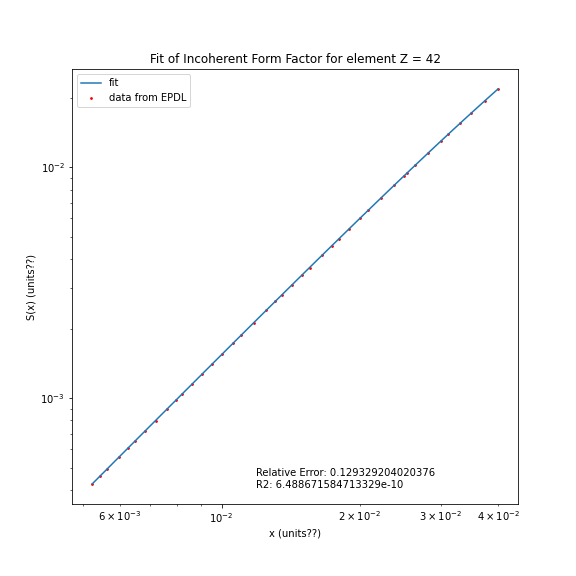 Fit of Incoherent Form Factor for element Z = 42
fit
data from EPDL
10⁻²
10⁻³
S(x) (units??)
Relative Error: 0.129329204020376
R2: 6.488671584713329e-10
6 × 10⁻³
10⁻²
2 × 10⁻²
3 × 10⁻²
4 × 10⁻²
x (units??)